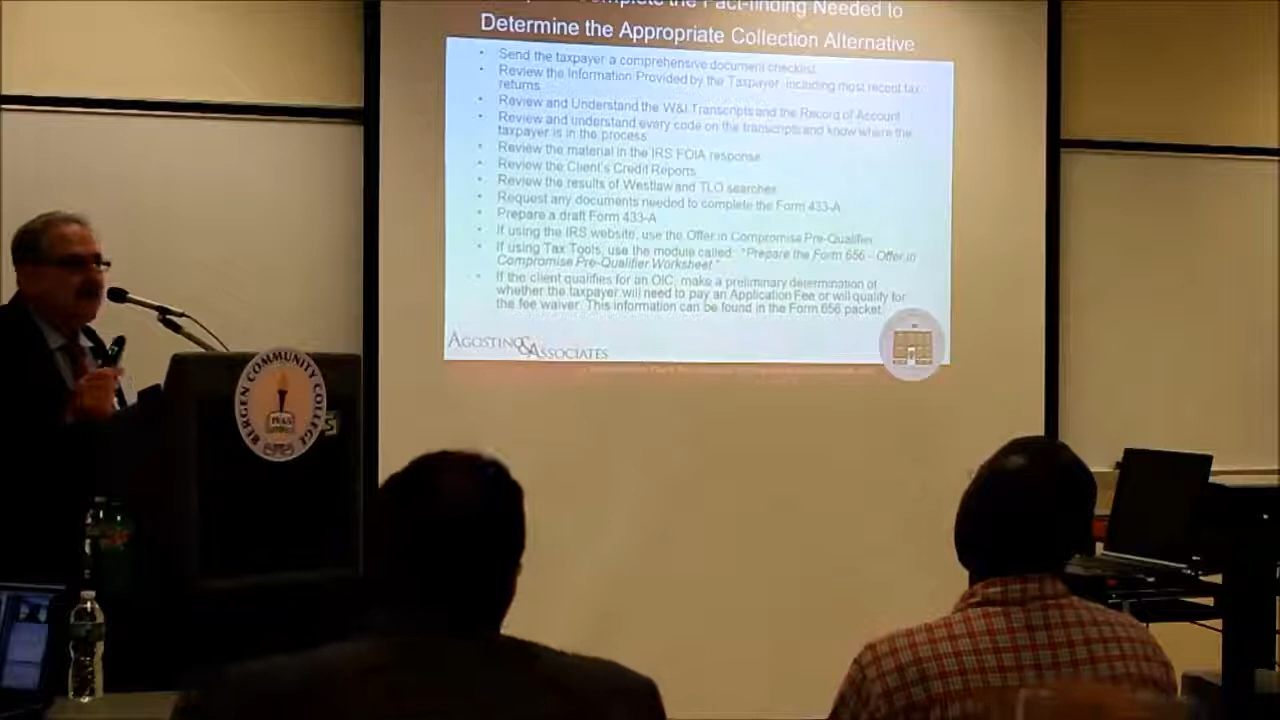 Complete the Fact-finding Needed to
Determine the Appropriate Collection Alternative
• Send the taxpayer a comprehensive document checklist
• Review the Information Provided by the Taxpayer, including most recent tax
returns
• Review and Understand the W&I Transcripts and the Record of Account
• Review and understand every code on the transcripts and know where the
taxpayer is in the process
• Review the material in the IRS FOIA response
• Review the Client's Credit Reports
• Review the results of Westlaw and TLO searches
• Request any documents needed to complete the Form 433-A
• Prepare a draft Form 433-A
• If using the IRS website, use the Offer in Compromise Pre-Qualifier
• If using Tax Tools, use the module called: "Prepare the Form 656 - Offer in
Compromise Pre-Qualifier Worksheet."
• If the client qualifies for an OIC, make a preliminary determination of
whether the taxpayer will need to pay an Application Fee or will qualify for
the fee waiver. This information can be found in the Form 656 packet.
AGOSTINO & ASSOCIATES
BERGEN COMMUNITY COLLEGE